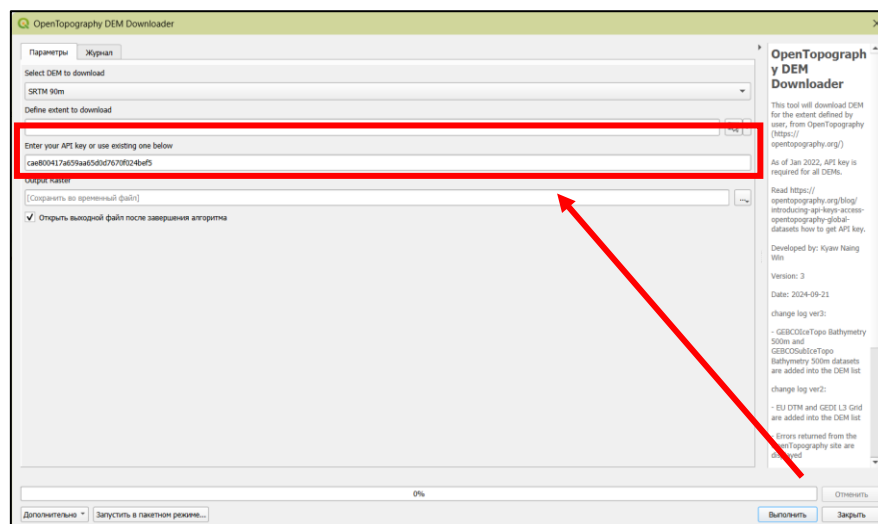 OpenTopography DEM Downloader
Параметры
Журнал
Select DEM to download
SRTM 90m
Define extent to download
Enter your API key or use existing one below
cae800417a659aa65d0d7670f024bef5
Output Raster
[Сохранить во временный файл]
Открыть выходной файл после завершения алгоритма
0%
Отменить
Дополнительно
Запустить в пакетном режиме...
Выполнить
Закрыть
OpenTopograph
y DEM
Downloader
This tool will download DEM
for the extent defined by
user, from OpenTopography
(https://
opentopography.org/)
As of Jan 2022, API key is
required for all DEMs.
Read https://
opentopography.org/blog/
introducing-api-keys-access-
opentopography-global-
datasets how to get API key.
Developed by: Kyaw Naing
Win
Version: 3
Date: 2024-09-21
change log ver3:
- GEBCOIceTopo Bathymetry
500m and
GEBCOSubIceTopo
Bathymetry 500m datasets
are added into the DEM list
change log ver2:
- EU DTM and GEDI L3 Grid
are added into the DEM list
- Errors returned from the
OpenTopography site are
displayed